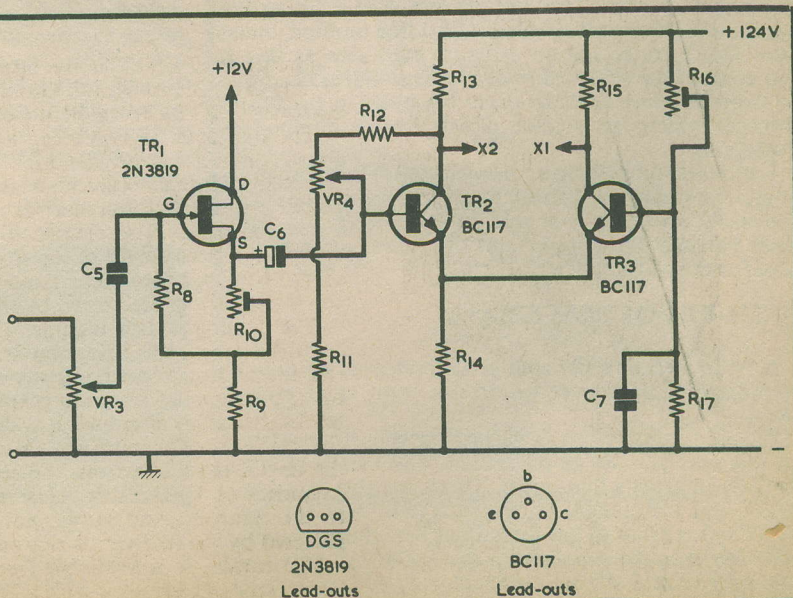 +124V
+12V
R13
R15
R16
R12
TR1
2N3819
X2
X1
D
G
VR4
TR2
BC117
S
+
C6
TR3
BC117
C5
R8
R10
R11
R14
VR3
R9
C7
R17
-
b
e
c
DGS
2N3819
Lead-outs
BC117
Lead-outs